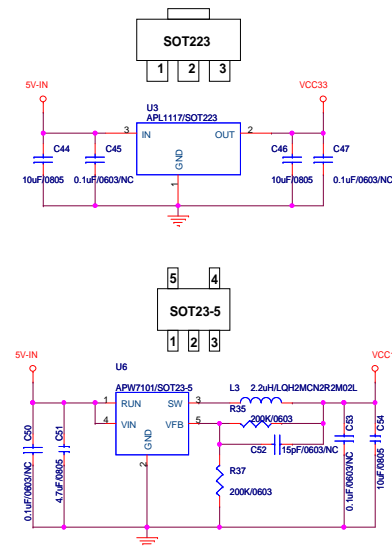 SOT223
1 2 3
5V-IN
VCC33
U3
APL1117/SOT223
3 IN OUT 2
GND
1
C44
10uF/0805
C45
0.1uF/0603/NC
C46
10uF/0805
C47
0.1uF/0603/NC
5 4
SOT23-5
1 2 3
5V-IN
VCC1
U6
APW7101/SOT23-5
1 RUN SW 3
4 VIN VFB 5
GND
2
L3 2.2uH/LQH2MCN2R2M02L
R35
200K/0603
C52 15pF/0603/NC
R37
200K/0603
C50
0.1uF/0603/NC
C51
4.7uF/0805
C53
0.1uF/0603/NC
C54
10uF/0805